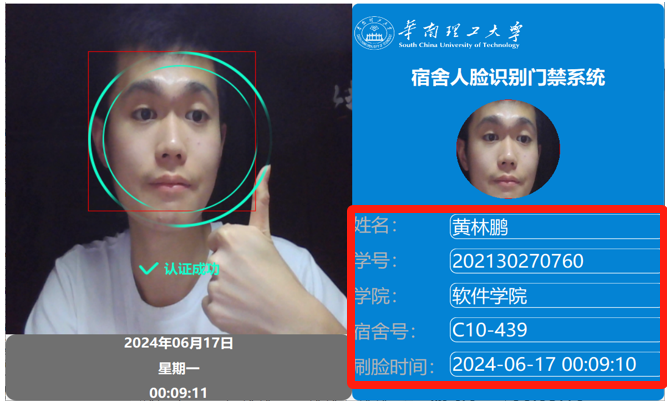 认证成功
2024年06月17日
星期一
00:09:11
华南理工大学
South China University of Technology
宿舍人脸识别门禁系统
姓名：黄林鹏
学号：202130270760
学院：软件学院
宿舍号：C10-439
刷脸时间：2024-06-17 00:09:10